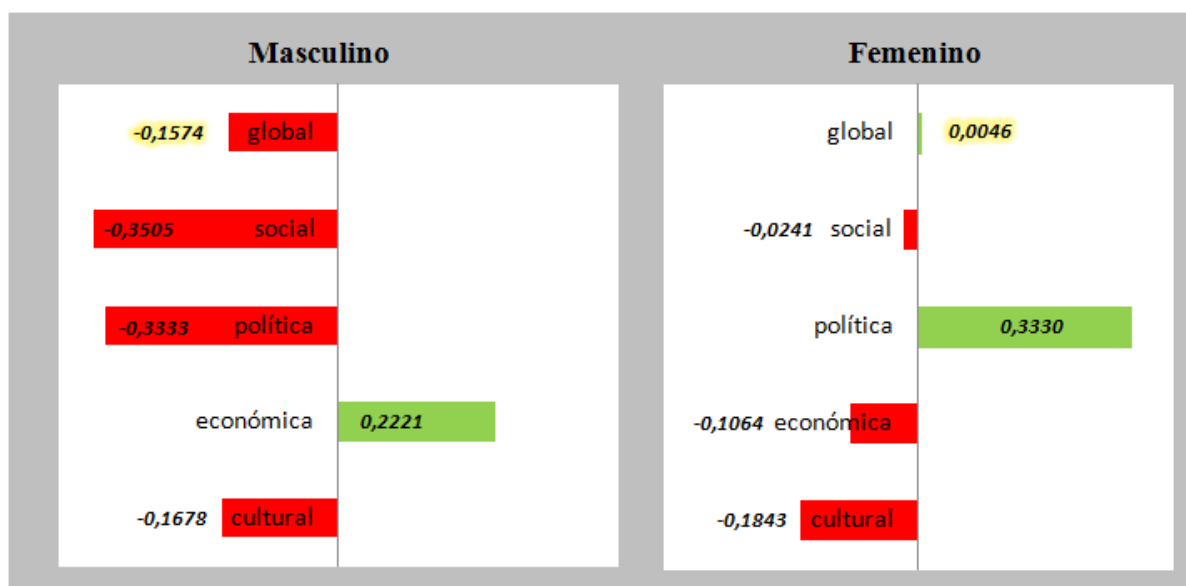 Masculino
-0,1574 global
-0,3505 social
-0,3333 política
económica 0,2221
-0,1678 cultural
Femenino
global 0,0046
-0,0241 social
política 0,3330
-0,1064 económica
-0,1843 cultural